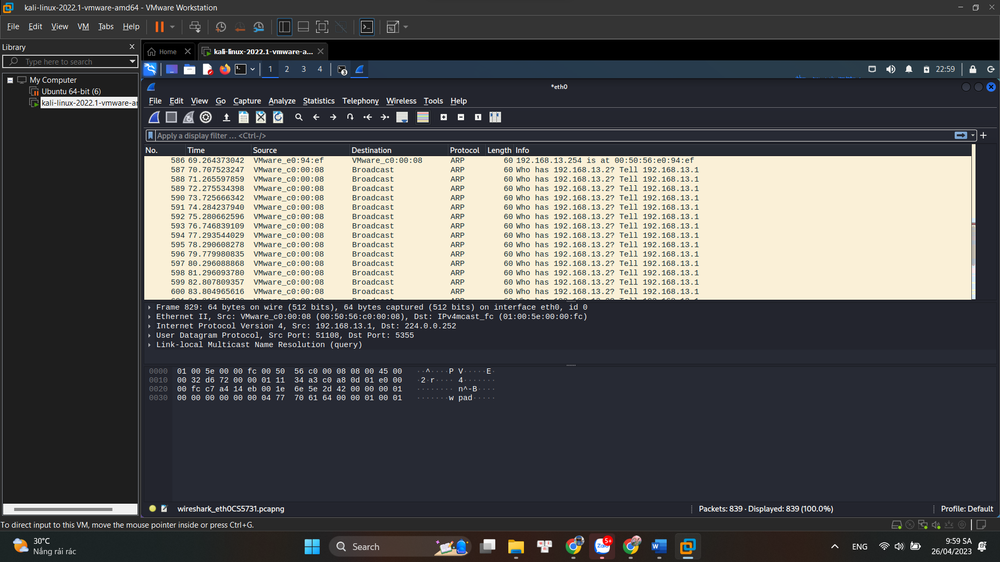 kali-linux-2022.1-vmware-amd64 - VMware Workstation
File Edit View VM Tabs Help
Library
Home
kali-linux-2022.1-vmware-a...
Type here to search
1 2 3 4
3
22:59
My Computer
Ubuntu 64-bit (6)
kali-linux-2022.1-vmware-a
*eth0
File Edit View Go Capture Analyze Statistics Telephony Wireless Tools Help
Apply a display filter … <Ctrl-/>
No. Time Source Destination Protocol Length Info
586 69.264373042 VMware_e0:94:ef VMware_c0:00:08 ARP 60 192.168.13.254 is at 00:50:56:e0:94:ef
587 70.707523247 VMware_c0:00:08 Broadcast ARP 60 Who has 192.168.13.2? Tell 192.168.13.1
588 71.265597859 VMware_c0:00:08 Broadcast ARP 60 Who has 192.168.13.2? Tell 192.168.13.1
589 72.275534398 VMware_c0:00:08 Broadcast ARP 60 Who has 192.168.13.2? Tell 192.168.13.1
590 73.725666342 VMware_c0:00:08 Broadcast ARP 60 Who has 192.168.13.2? Tell 192.168.13.1
591 74.284237940 VMware_c0:00:08 Broadcast ARP 60 Who has 192.168.13.2? Tell 192.168.13.1
592 75.280662596 VMware_c0:00:08 Broadcast ARP 60 Who has 192.168.13.2? Tell 192.168.13.1
593 76.746839109 VMware_c0:00:08 Broadcast ARP 60 Who has 192.168.13.2? Tell 192.168.13.1
594 77.293544029 VMware_c0:00:08 Broadcast ARP 60 Who has 192.168.13.2? Tell 192.168.13.1
595 78.290608278 VMware_c0:00:08 Broadcast ARP 60 Who has 192.168.13.2? Tell 192.168.13.1
596 79.779980835 VMware_c0:00:08 Broadcast ARP 60 Who has 192.168.13.2? Tell 192.168.13.1
597 80.296088868 VMware_c0:00:08 Broadcast ARP 60 Who has 192.168.13.2? Tell 192.168.13.1
598 81.296093780 VMware_c0:00:08 Broadcast ARP 60 Who has 192.168.13.2? Tell 192.168.13.1
599 82.807809357 VMware_c0:00:08 Broadcast ARP 60 Who has 192.168.13.2? Tell 192.168.13.1
600 83.804965616 VMware_c0:00:08 Broadcast ARP 60 Who has 192.168.13.2? Tell 192.168.13.1
Frame 829: 64 bytes on wire (512 bits), 64 bytes captured (512 bits) on interface eth0, id 0
Ethernet II, Src: VMware_c0:00:08 (00:50:56:c0:00:08), Dst: IPv4mcast_fc (01:00:5e:00:00:fc)
Internet Protocol Version 4, Src: 192.168.13.1, Dst: 224.0.0.252
User Datagram Protocol, Src Port: 51108, Dst Port: 5355
Link-local Multicast Name Resolution (query)
0000 01 00 5e 00 00 fc 00 50 56 c0 00 08 08 00 45 00 ··^····P V·····E·
0010 00 32 d6 72 00 00 01 11 34 a3 c0 a8 0d 01 e0 00 ·2·r···· 4·······
0020 00 fc c7 a4 14 eb 00 1e 6e 5e 2d 42 00 00 00 01 ········ n^-B····
0030 00 00 00 00 00 00 04 77 70 61 64 00 00 01 00 01 ·······w pad·····
wireshark_eth0CS5731.pcapng
Packets: 839 · Displayed: 839 (100.0%)
Profile: Default
To direct input to this VM, move the mouse pointer inside or press Ctrl+G.
30°C
Nắng rải rác
Search
Zalo
5+
W
ENG
9:59 SA
26/04/2023